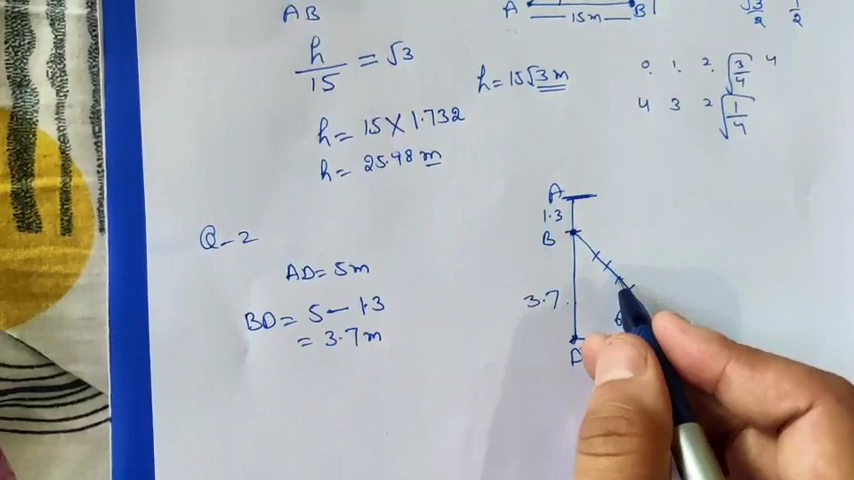 AB
h/15 = √3
h = 15√3 m
h = 15 × 1.732
h = 25.98 m
A B
15m
√3/2 1/2
0 1 2 √3/4 4
4 3 2 √1/4
Q-2
AD = 5m
BD = 5 - 1.3
= 3.7m
A
1.3
B
3.7